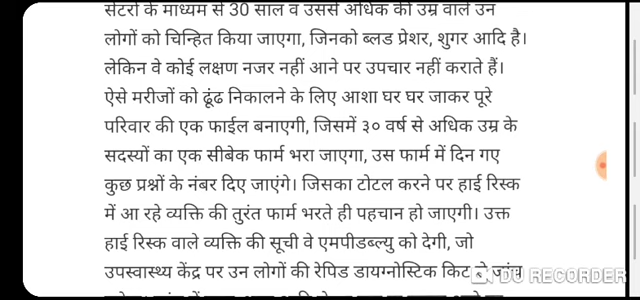 सेंटरों के माध्यम से 30 साल व उससे अधिक की उम्र वाले उन
लोगों को चिन्हित किया जाएगा, जिनको ब्लड प्रेशर, शुगर आदि है।
लेकिन वे कोई लक्षण नजर नहीं आने पर उपचार नहीं कराते हैं।
ऐसे मरीजों को ढूंढ निकालने के लिए आशा घर घर जाकर पूरे
परिवार की एक फाईल बनाएगी, जिसमें ३० वर्ष से अधिक उम्र के
सदस्यों का एक सीबेक फार्म भरा जाएगा, उस फार्म में दिन गए
कुछ प्रश्नों के नंबर दिए जाएंगे। जिसका टोटल करने पर हाई रिस्क
में आ रहे व्यक्ति की तुरंत फार्म भरते ही पहचान हो जाएगी। उक्त
हाई रिस्क वाले व्यक्ति की सूची वे एमपीडब्ल्यु को देगी, जो
उपस्वास्थ्य केंद्र पर उन लोगों की रेपिड डायग्नोस्टिक किट से जांच
DU RECORDER